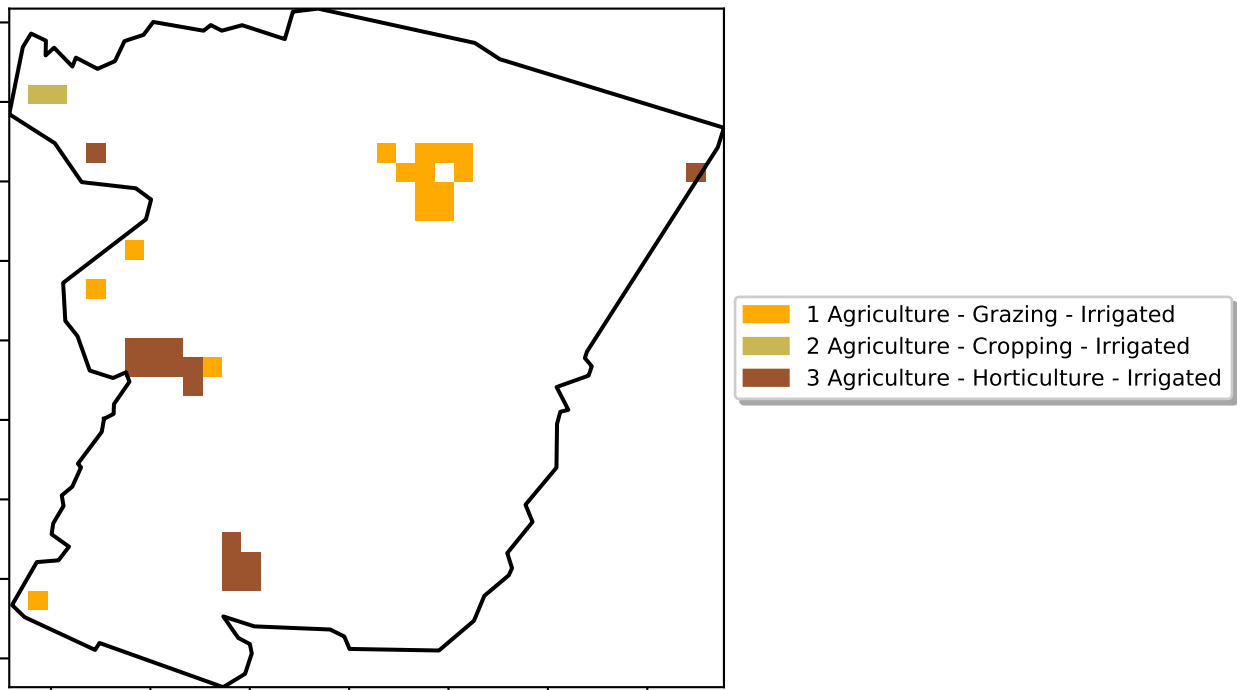 1 Agriculture - Grazing - Irrigated
2 Agriculture - Cropping - Irrigated
3 Agriculture - Horticulture - Irrigated